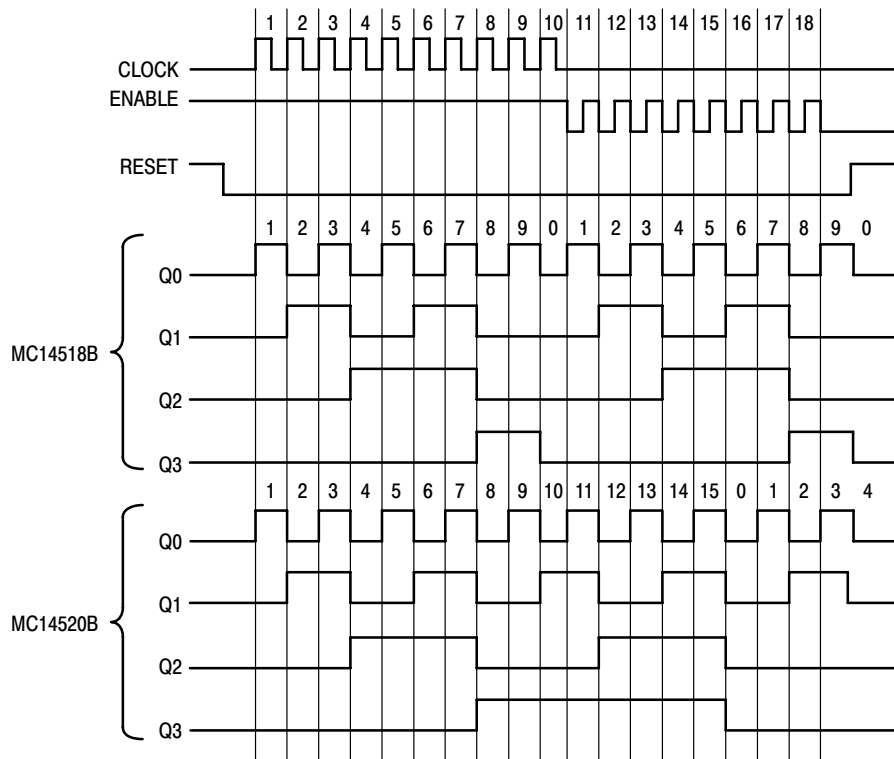 1 2 3 4 5 6 7 8 9 10 11 12 13 14 15 16 17 18
CLOCK
ENABLE
RESET
1 2 3 4 5 6 7 8 9 0 1 2 3 4 5 6 7 8 9 0
Q0
Q1
MC14518B
Q2
Q3
1 2 3 4 5 6 7 8 9 10 11 12 13 14 15 0 1 2 3 4
Q0
Q1
MC14520B
Q2
Q3